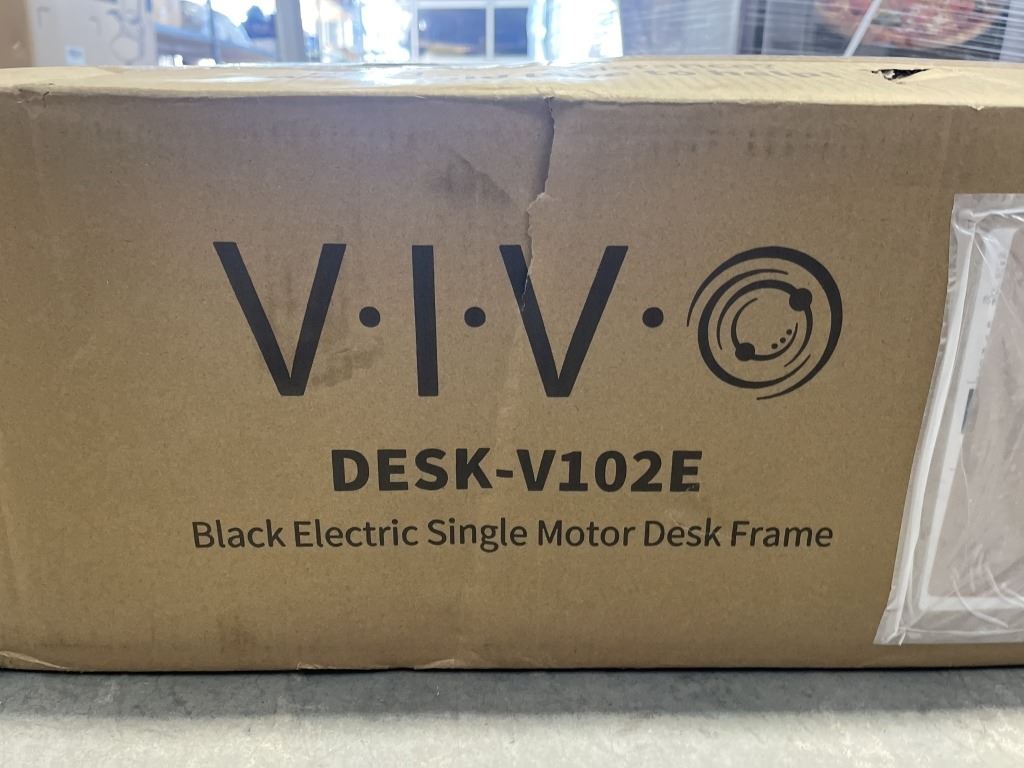 V·I·V·O
DESK-V102E
Black Electric Single Motor Desk Frame